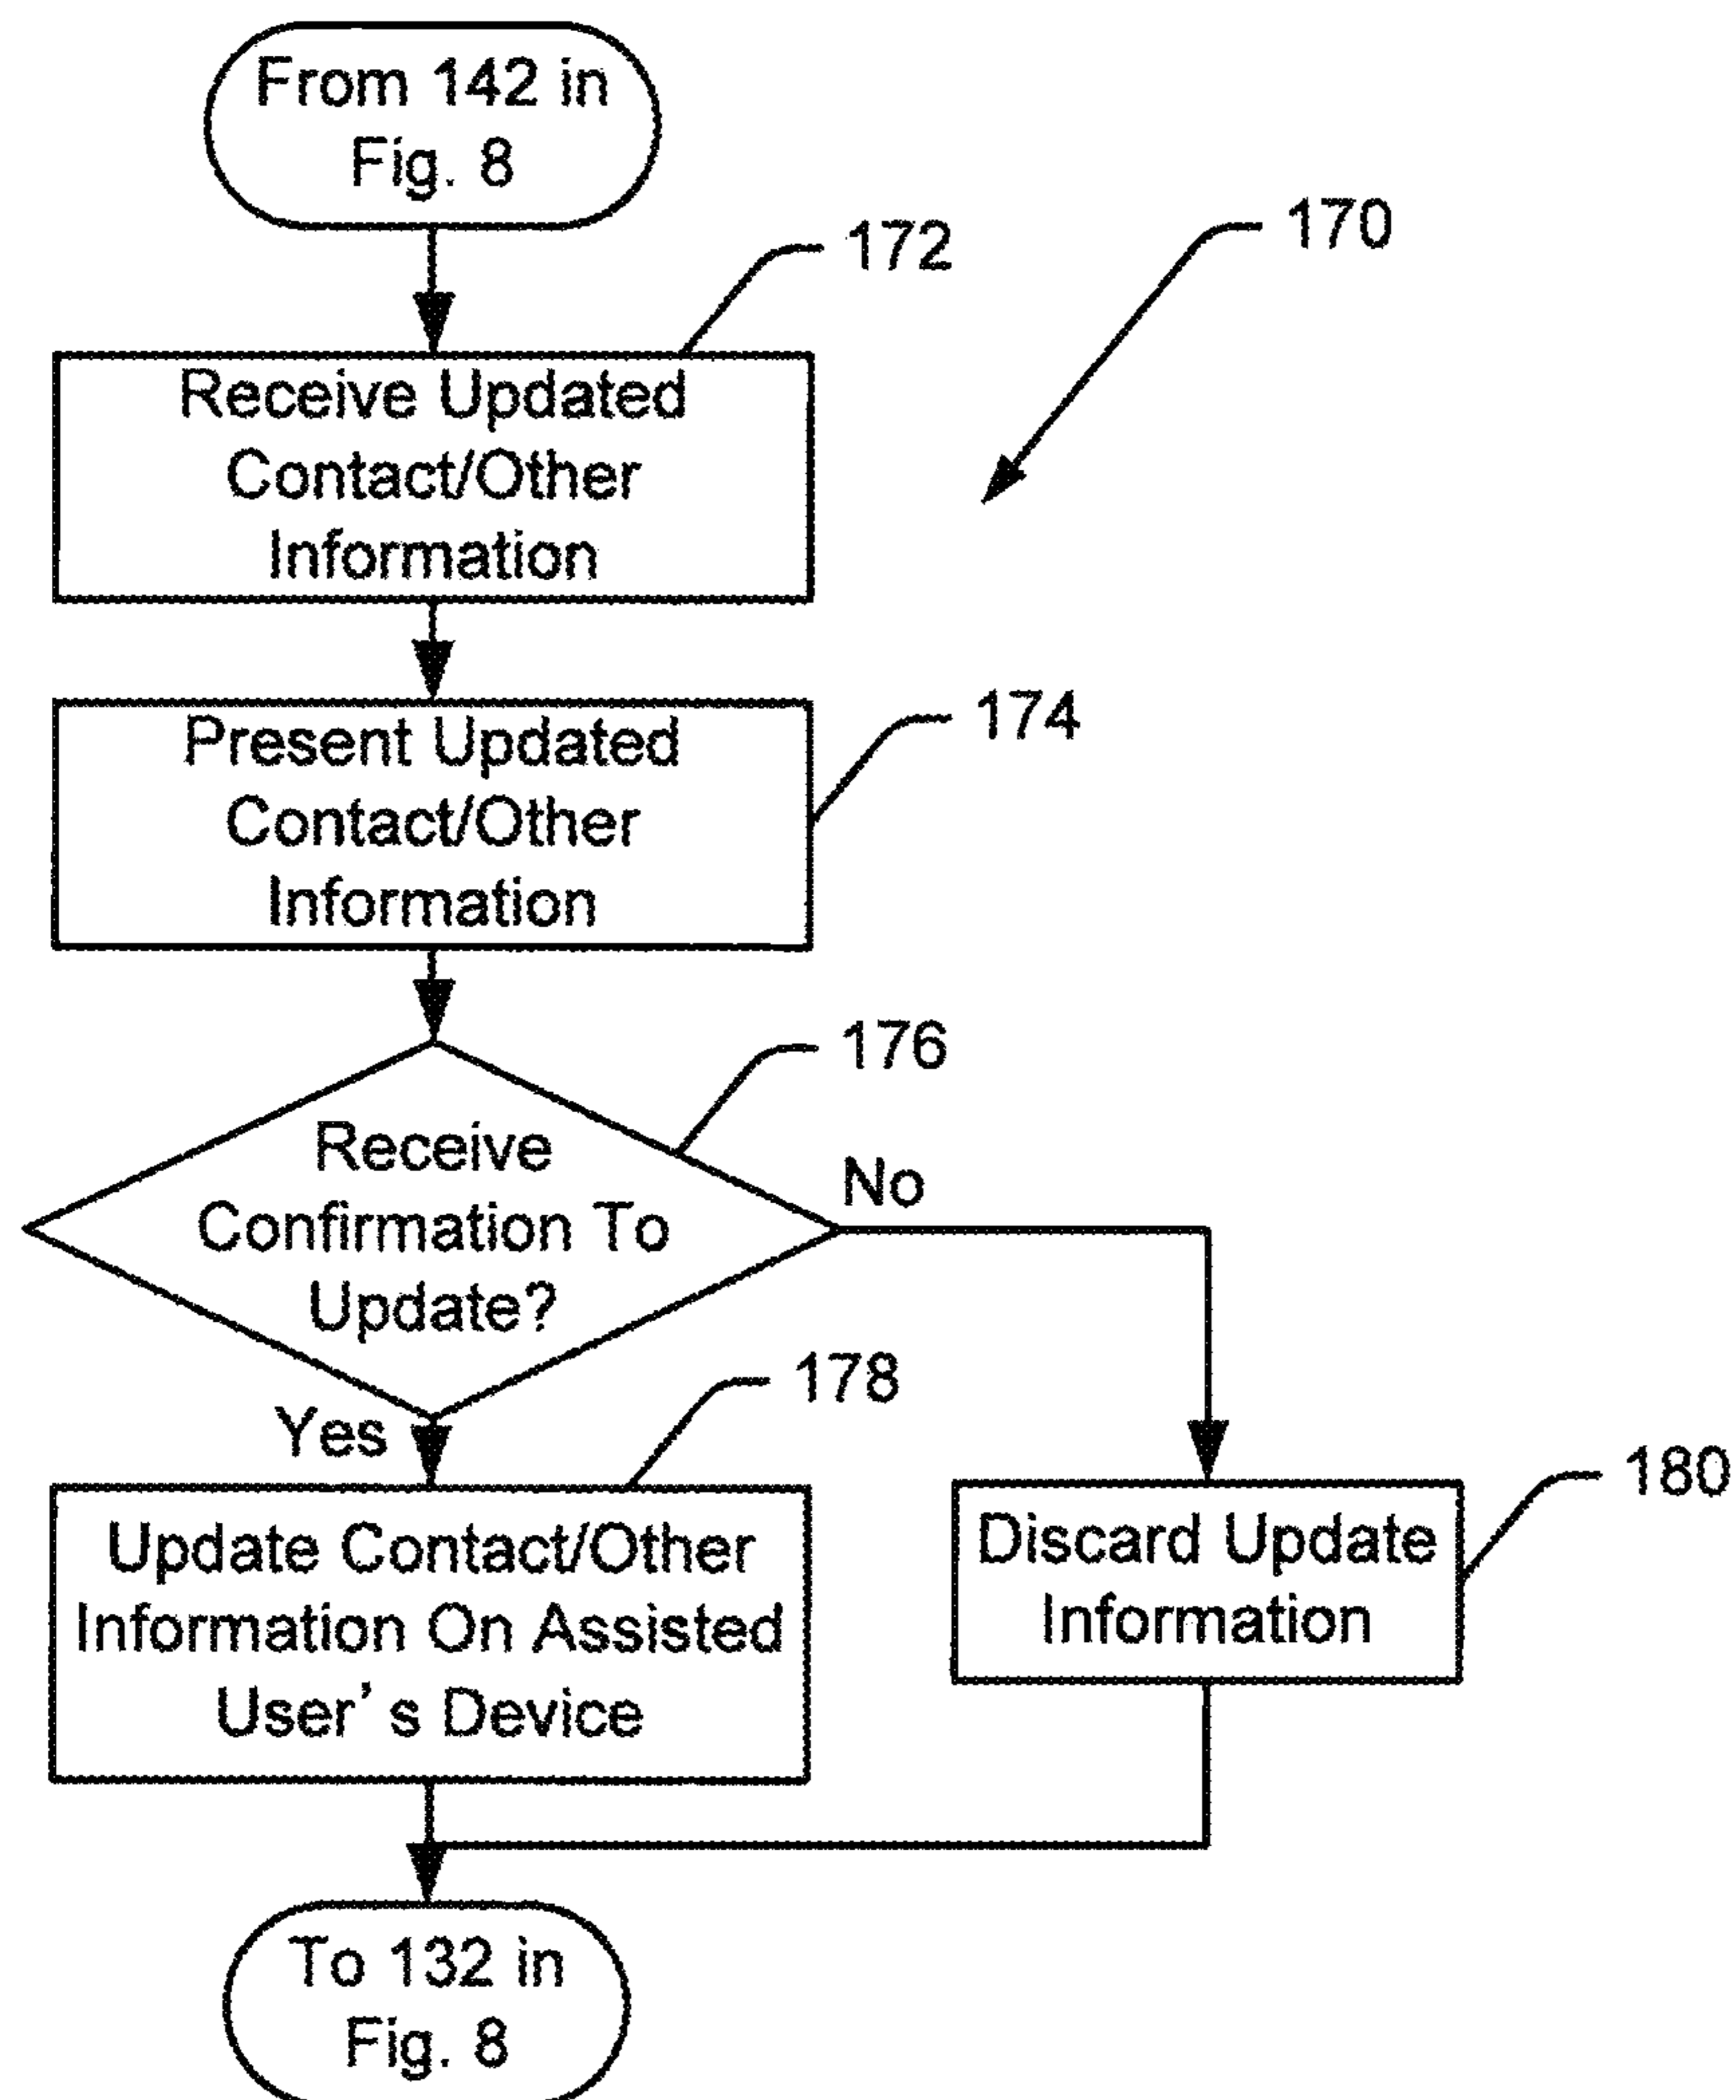 From 142 in
Fig. 8
170
172
Receive Updated
Contact/Other
Information
174
Present Updated
Contact/Other
Information
176
Receive
Confirmation To
Update?
No
Yes
178
Update Contact/Other
Information On Assisted
User's Device
180
Discard Update
Information
To 132 in
Fig. 8